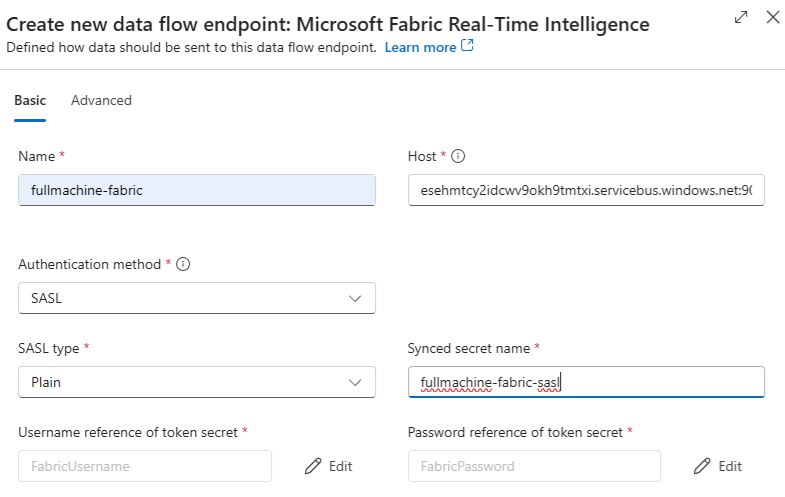 Create new data flow endpoint: Microsoft Fabric Real-Time Intelligence
Defined how data should be sent to this data flow endpoint. Learn more
Basic Advanced
Name * Host *
fullmachine-fabric esehmtcy2idcwv9okh9tmtxi.servicebus.windows.net:90
Authentication method *
SASL
SASL type * Synced secret name *
Plain fullmachine-fabric-sasl
Username reference of token secret * Password reference of token secret *
FabricUsername Edit FabricPassword Edit